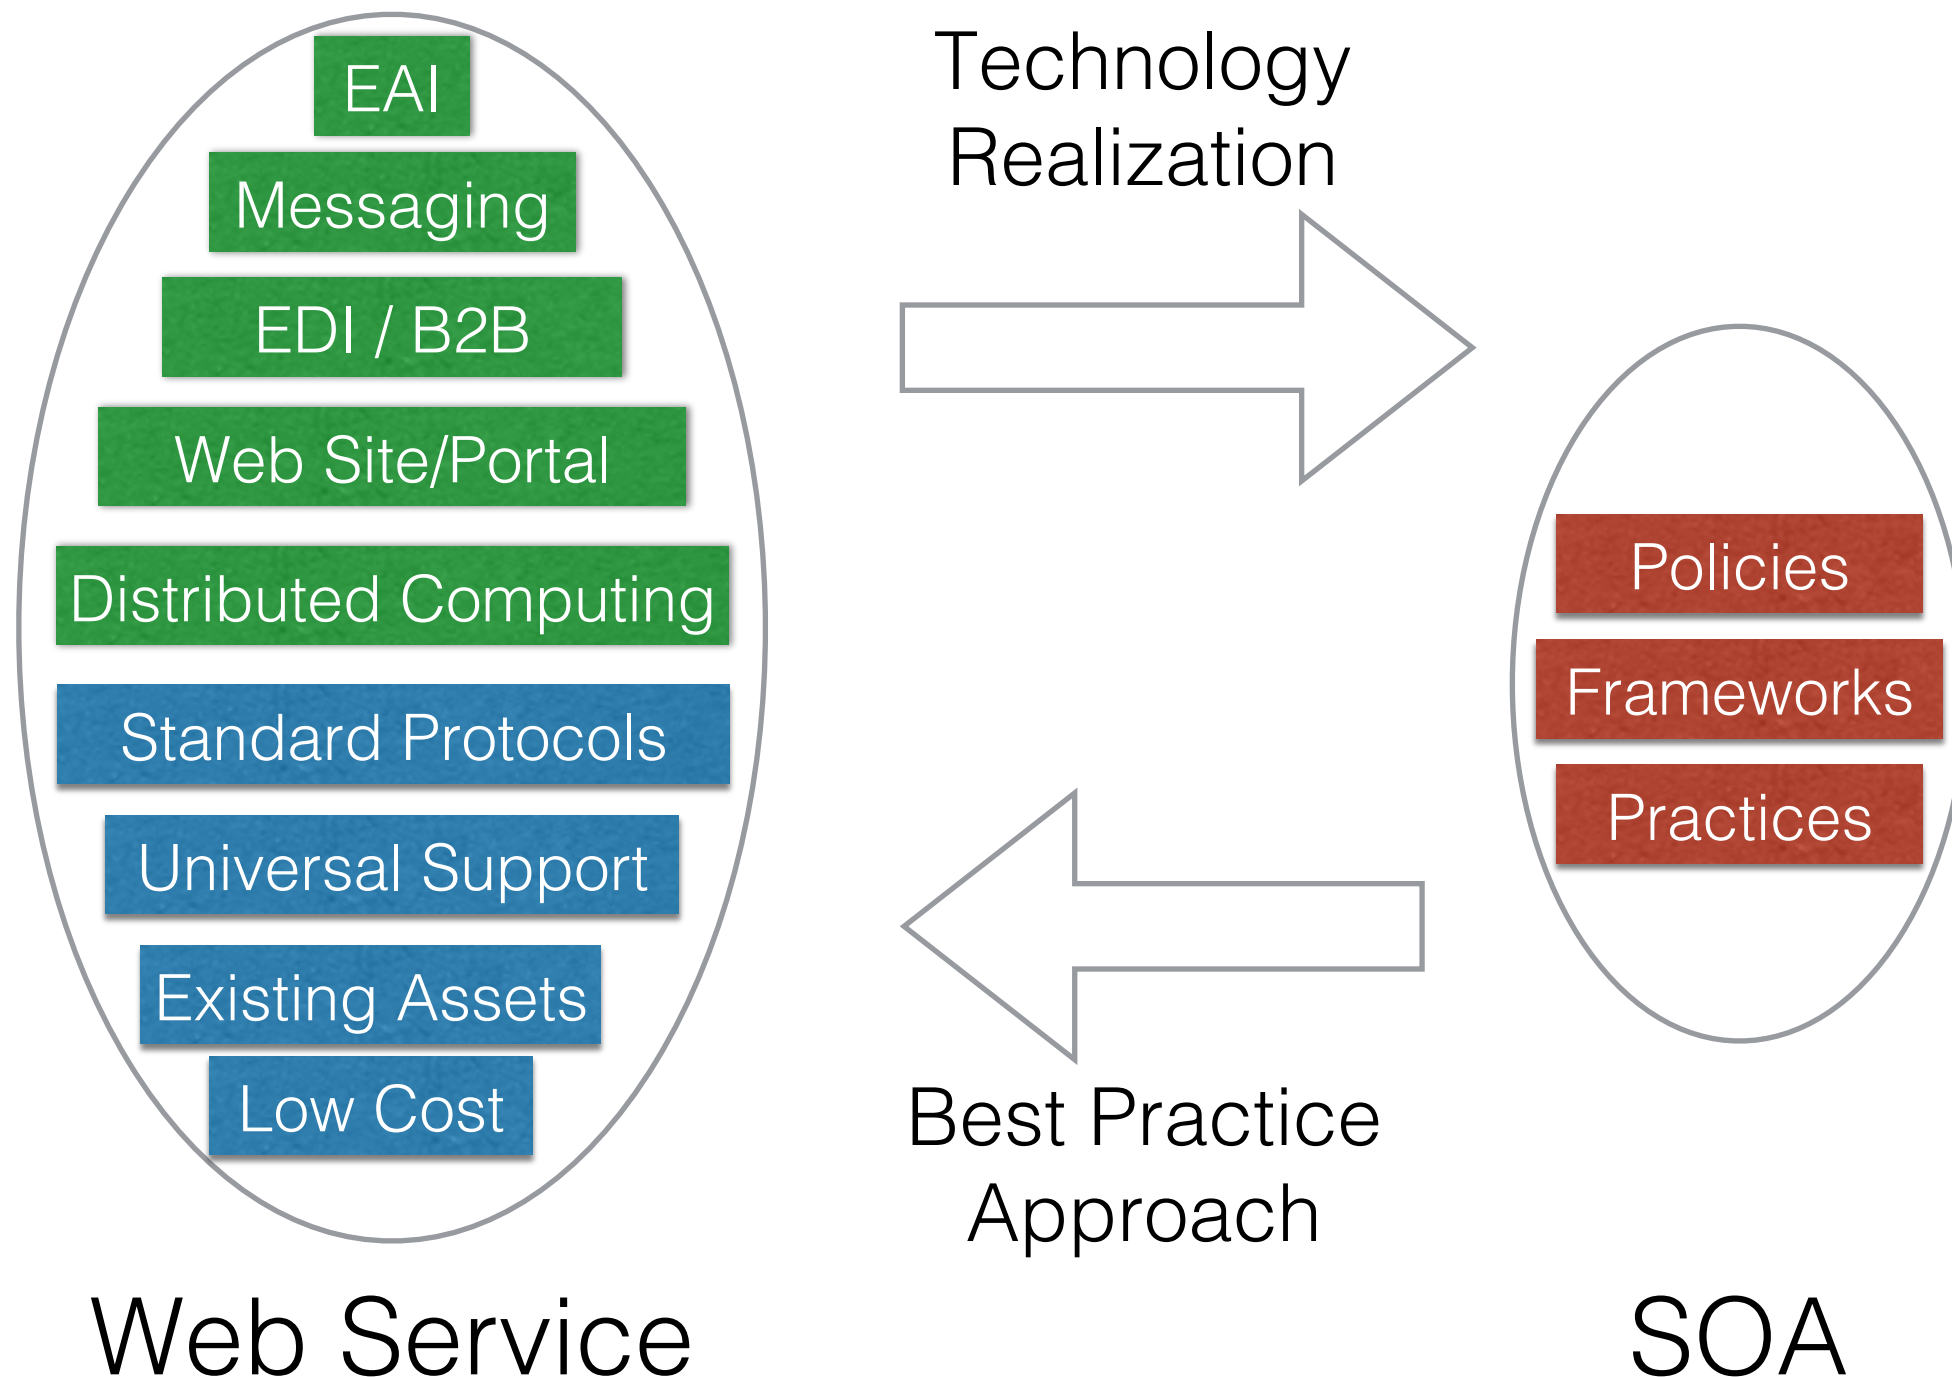 EAI
Messaging
EDI / B2B
Web Site/Portal
Distributed Computing
Standard Protocols
Universal Support
Existing Assets
Low Cost
Web Service
Technology
Realization
Best Practice
Approach
Policies
Frameworks
Practices
SOA